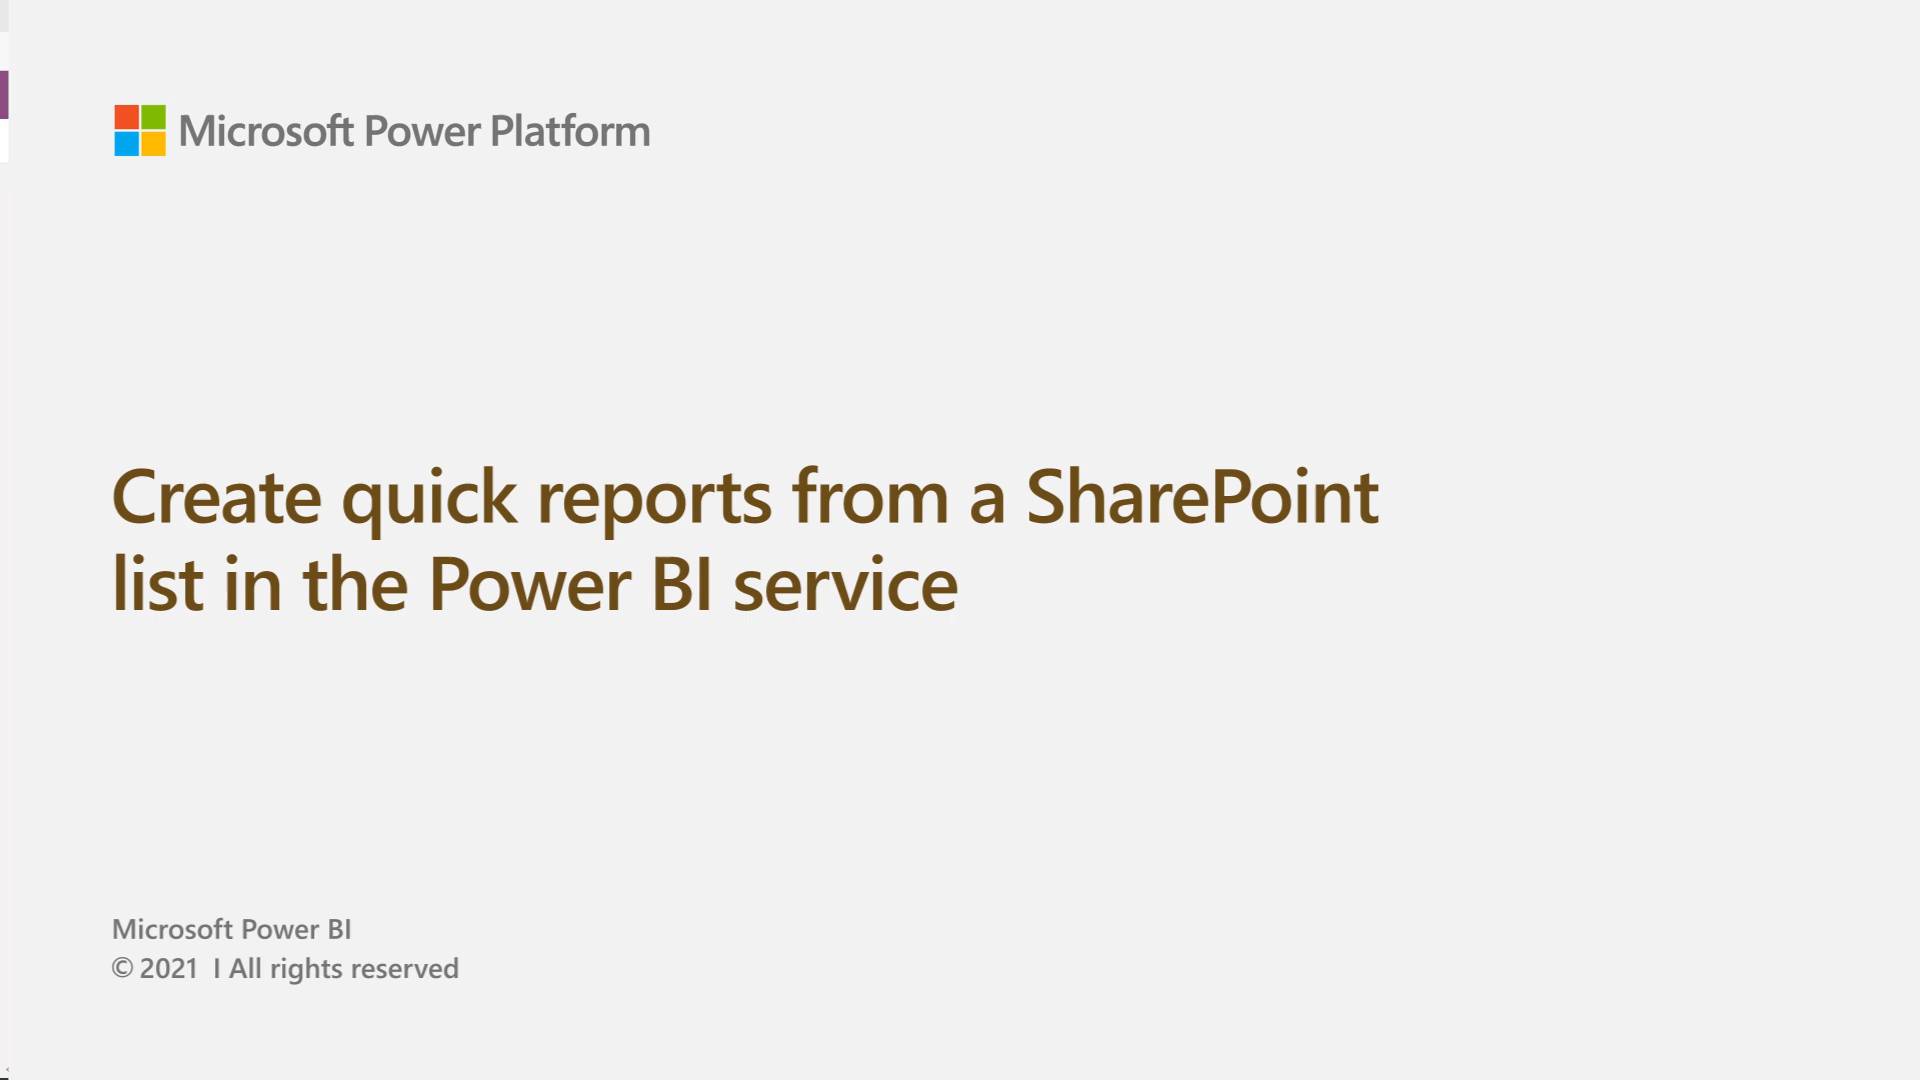 Microsoft Power Platform
Create quick reports from a SharePoint
list in the Power BI service
Microsoft Power BI
© 2021 I All rights reserved